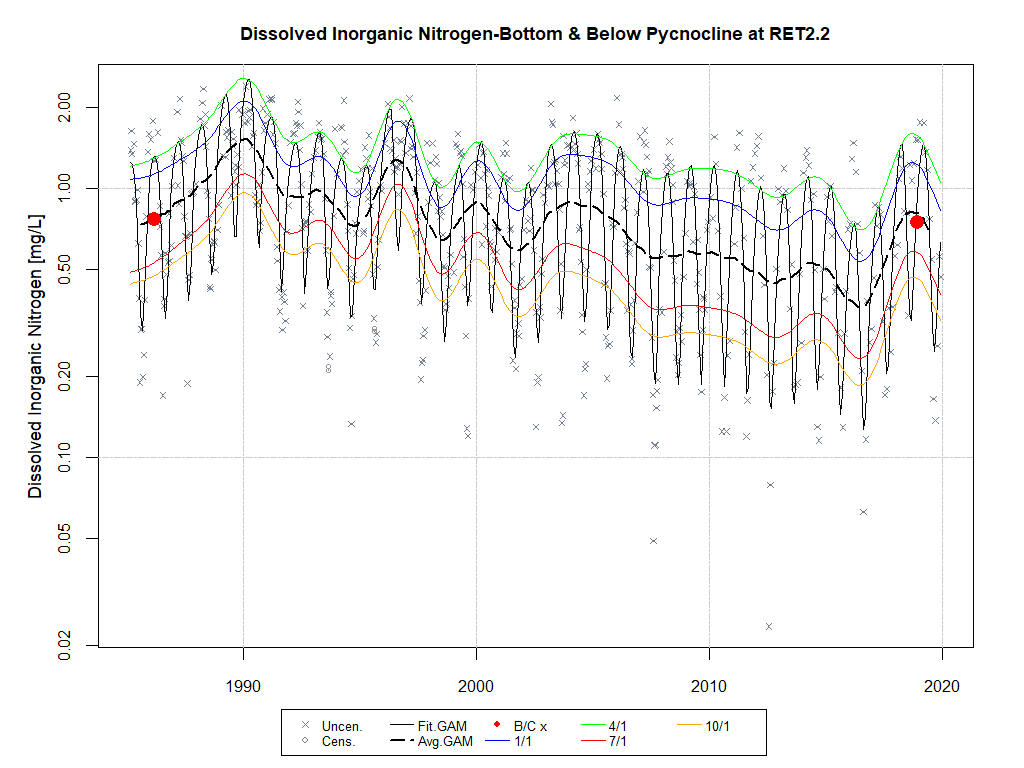 Dissolved Inorganic Nitrogen-Bottom & Below Pycnocline at RET2.2
Dissolved Inorganic Nitrogen [mg/L]
2.00
1.00
0.50
0.20
0.10
0.05
0.02
1990 2000 2010 2020
Uncen. Fit.GAM B/C x 4/1 10/1
Cens. Avg.GAM 1/1 7/1